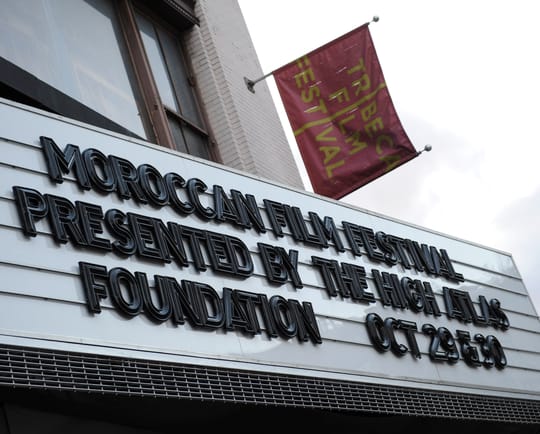 TRIBECA
FILM
FESTIVAL
MOROCCAN FILM FESTIVAL
PRESENTED BY THE HIGH ATLAS
FOUNDATION OCT 29 & 30